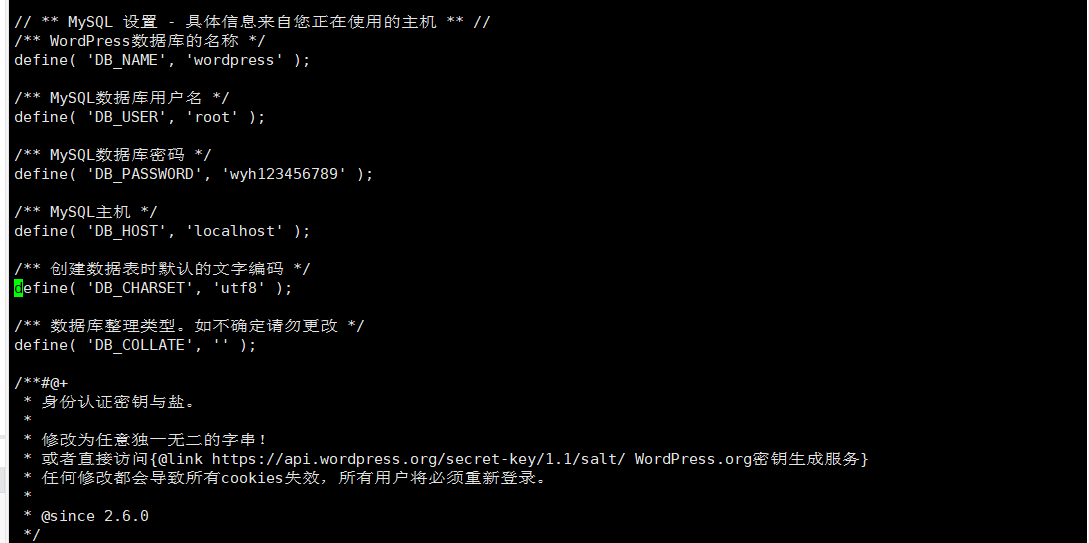 // ** MySQL 设置 - 具体信息来自您正在使用的主机 ** //
/** WordPress数据库的名称 */
define( 'DB_NAME', 'wordpress' );
/** MySQL数据库用户名 */
define( 'DB_USER', 'root' );
/** MySQL数据库密码 */
define( 'DB_PASSWORD', 'wyh123456789' );
/** MySQL主机 */
define( 'DB_HOST', 'localhost' );
/** 创建数据表时默认的文字编码 */
define( 'DB_CHARSET', 'utf8' );
/** 数据库整理类型。如不确定请勿更改 */
define( 'DB_COLLATE', '' );
/**#@+
 * 身份认证密钥与盐。
 *
 * 修改为任意独一无二的字串！
 * 或者直接访问{@link https://api.wordpress.org/secret-key/1.1/salt/ WordPress.org密钥生成服务}
 * 任何修改都会导致所有cookies失效，所有用户将必须重新登录。
 *
 * @since 2.6.0
 */